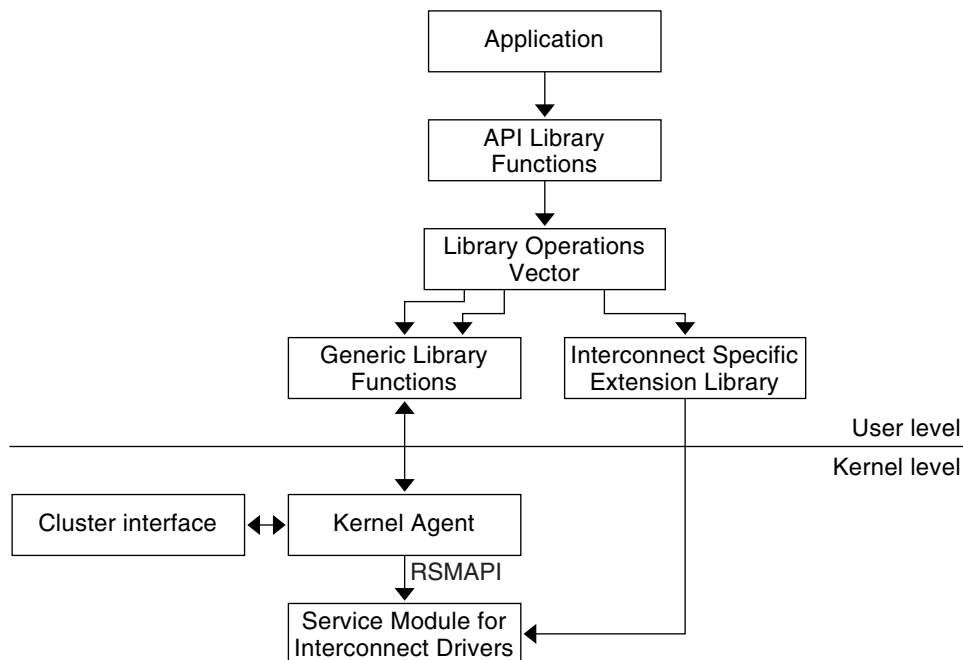 Application
API Library
Functions
Library Operations
Vector
Generic Library
Functions
Interconnect Specific
Extension Library
User level
Kernel level
Cluster interface
Kernel Agent
RSMAPI
Service Module for
Interconnect Drivers